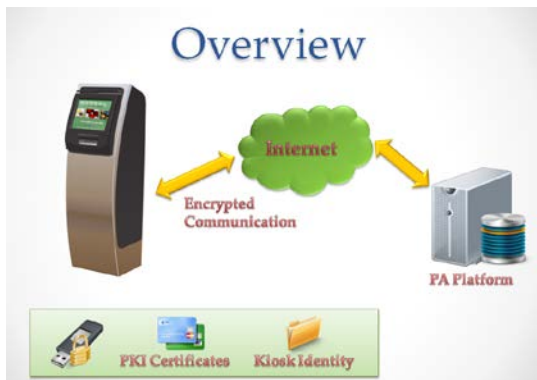 Overview
Internet
Encrypted
Communication
PA Platform
PKI Certificates
Kiosk Identity